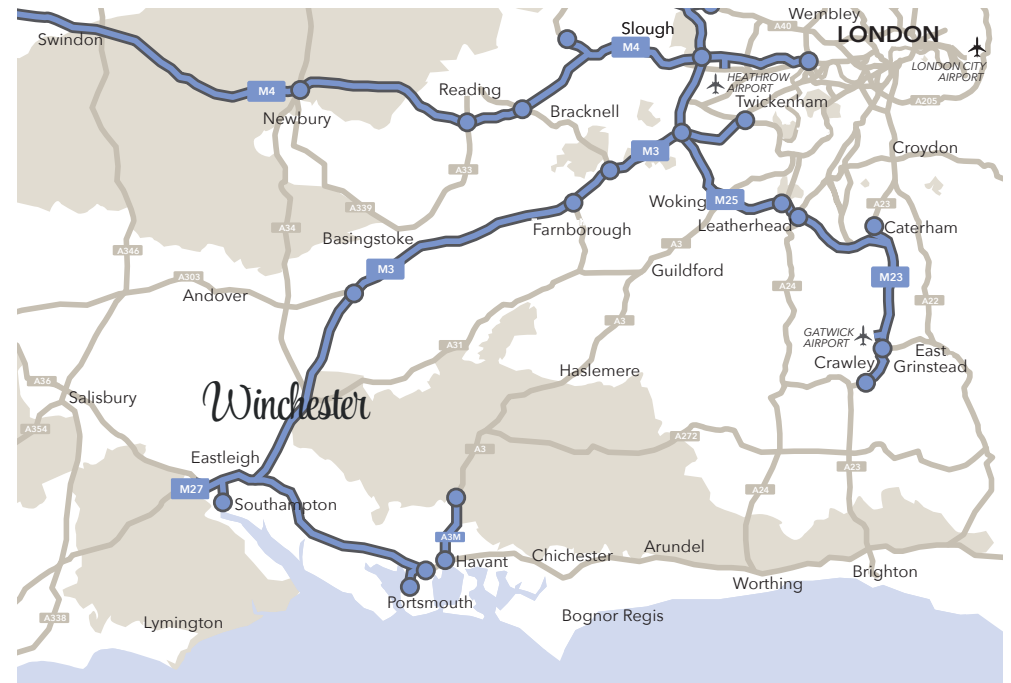 Wembley
A40
Slough
LONDON
Swindon
M4
LONDON CITY
AIRPORT
HEATHROW
AIRPORT
M4
Reading
A205
Twickenham
Newbury
Bracknell
M3
Croydon
A33
A339
Woking
M25
A23
A34
Leatherhead
Caterham
Basingstoke
Farnborough
A346
A3
M3
Guildford
A303
M23
A24
Andover
A22
A3
GATWICK
AIRPORT
A31
East
Grinstead
Crawley
Haslemere
A36
Salisbury
Winchester
A354
A272
A3
Eastleigh
A23
M27
A24
Southampton
A3M
Arundel
Chichester
Havant
Brighton
Worthing
Portsmouth
Bognor Regis
A338
Lymington